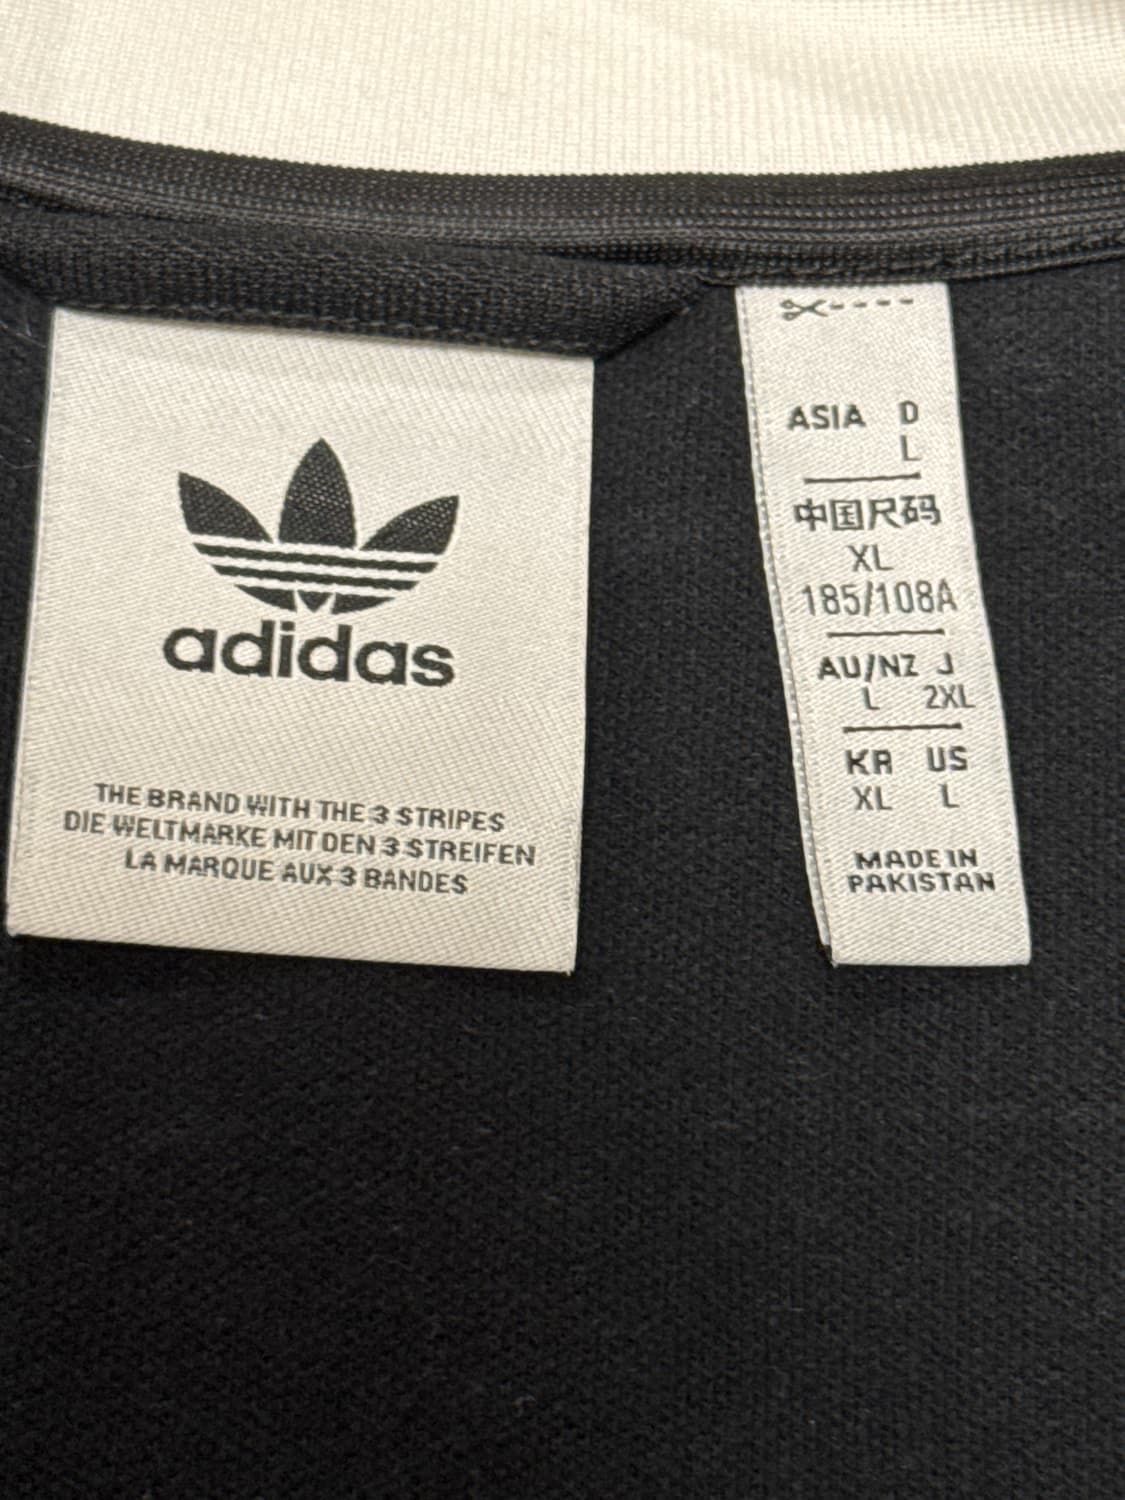 adidas
THE BRAND WITH THE 3 STRIPES
DIE WELTMARKE MIT DEN 3 STREIFEN
LA MARQUE AUX 3 BANDES
ASIA D
L
中国尺码
XL
185/108A
AU/NZ J
L 2XL
KR US
XL L
MADE IN
PAKISTAN